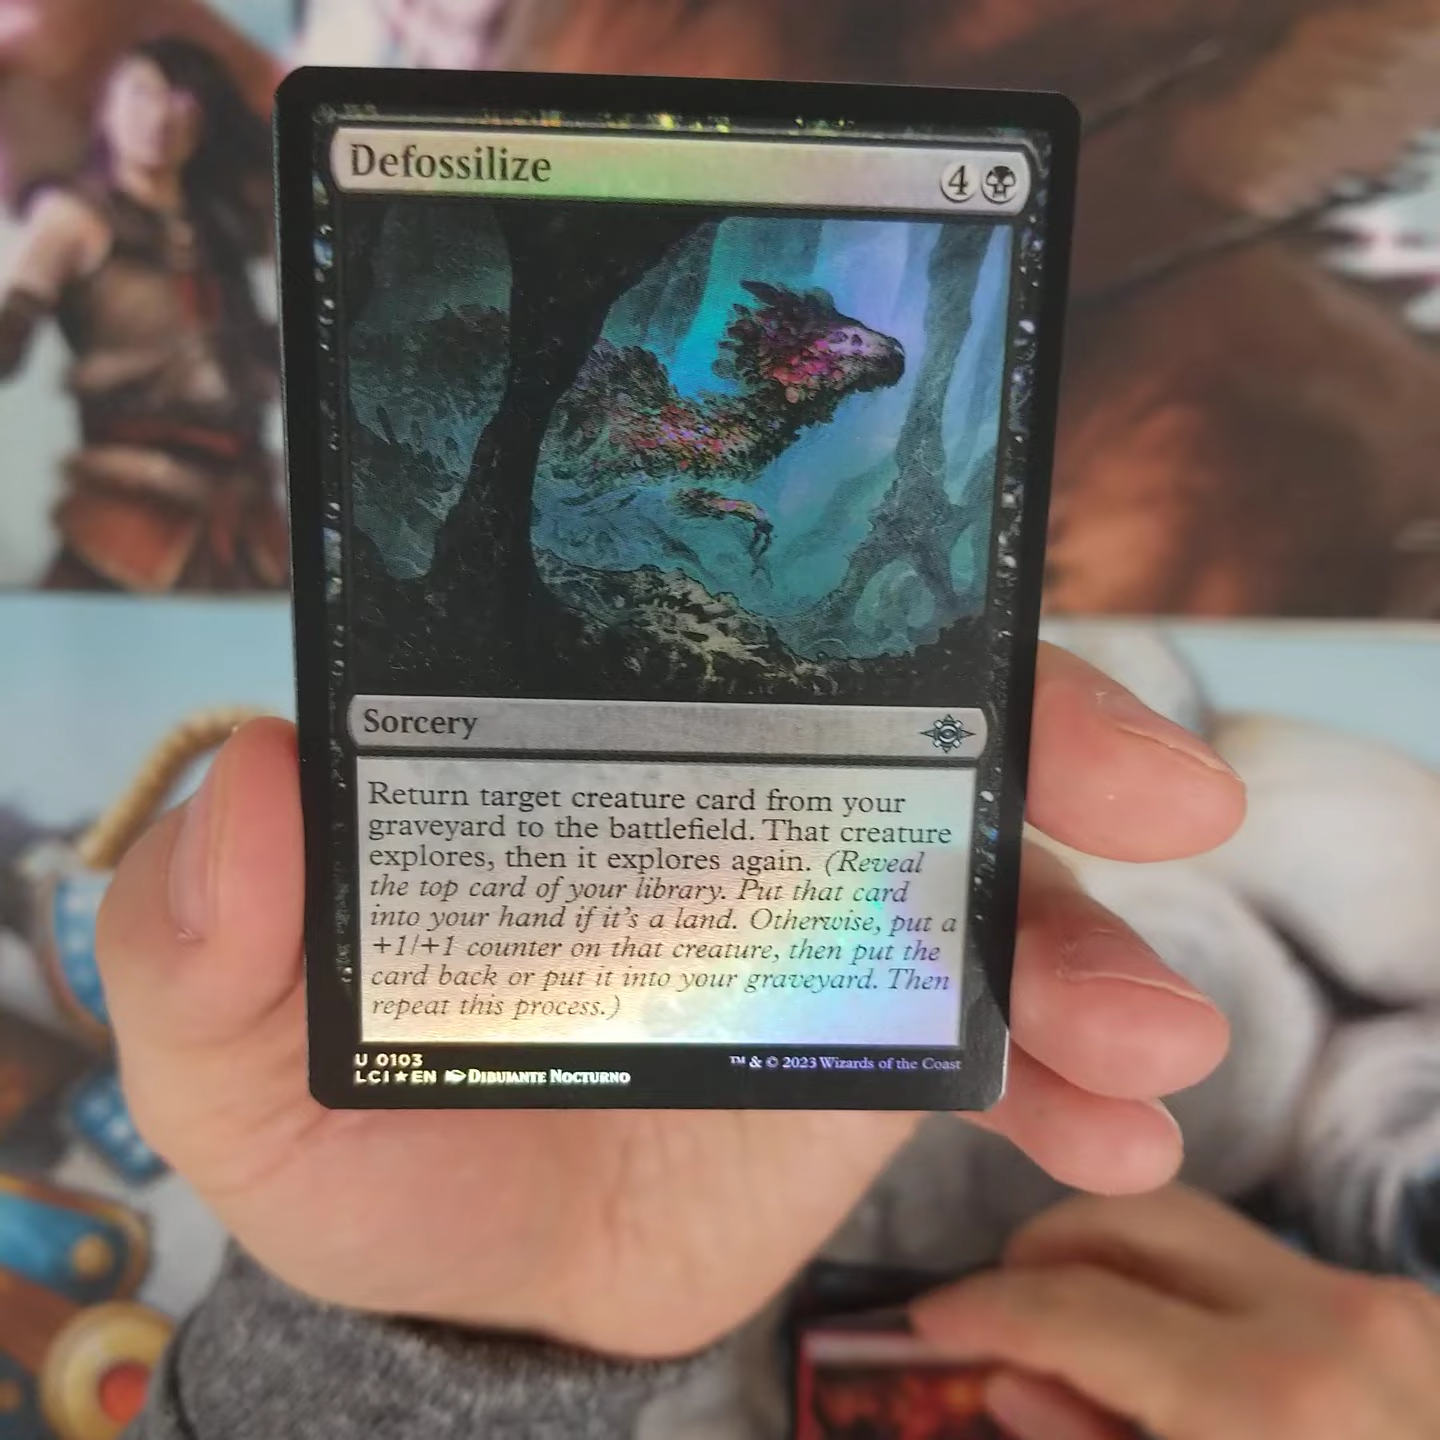 Defossilize
4
Sorcery
Return target creature card from your
graveyard to the battlefield. That creature
explores, then it explores again. (Reveal
the top card of your library. Put that card
into your hand if it's a land. Otherwise, put a
+1/+1 counter on that creature, then put the
card back or put it into your graveyard. Then
repeat this process.)
U 0103
LCI★EN DIBUJANTE NOCTURNO
™ & © 2023 Wizards of the Coast